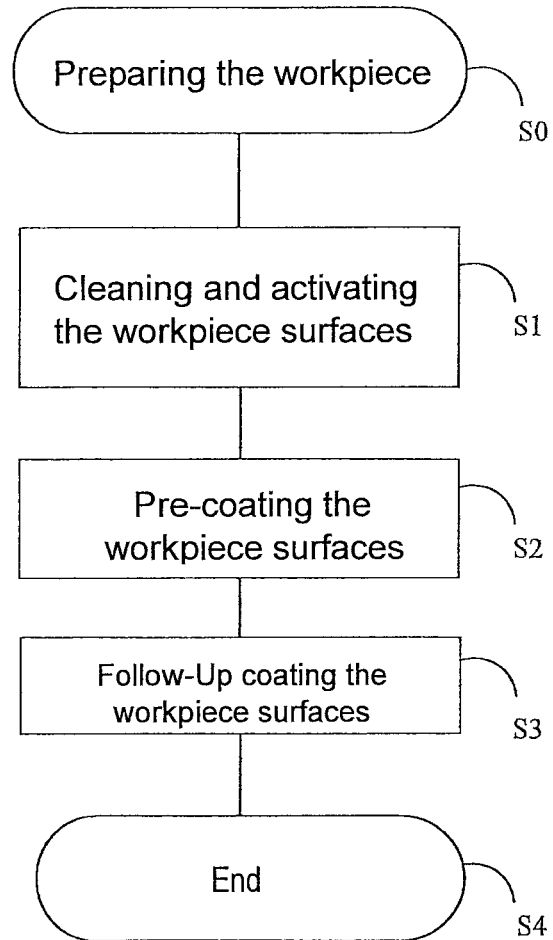 Preparing the workpiece
S0
Cleaning and activating
the workpiece surfaces
S1
Pre-coating the
workpiece surfaces
S2
Follow-Up coating the
workpiece surfaces
S3
End
S4